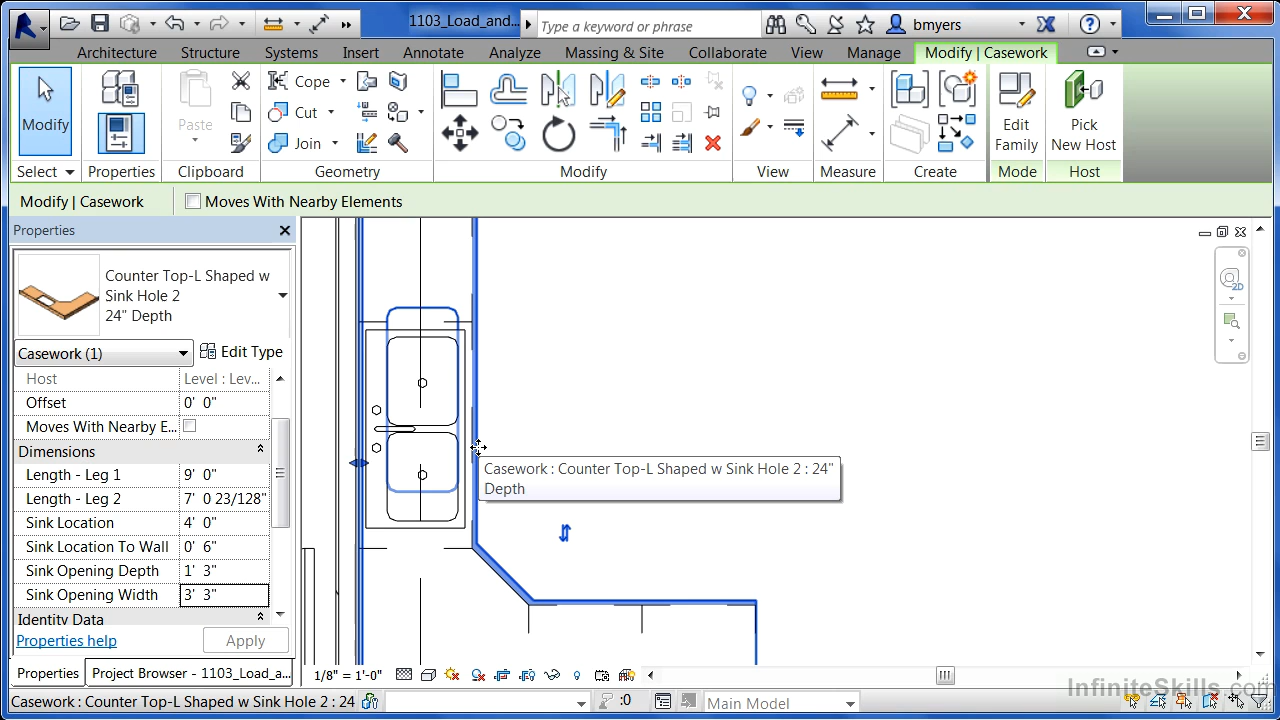 1103_Load_and...
Type a keyword or phrase
bmyers
Architecture
Structure
Systems
Insert
Annotate
Analyze
Massing & Site
Collaborate
View
Manage
Modify | Casework
Modify
Paste
Cope
Cut
Join
Edit
Family
Pick
New Host
Select
Properties
Clipboard
Geometry
Modify
View
Measure
Create
Mode
Host
Modify | Casework
Moves With Nearby Elements
Properties
Counter Top-L Shaped w
Sink Hole 2
24" Depth
Casework (1)
Edit Type
Host Level : Lev...
Offset 0' 0"
Moves With Nearby E...
Dimensions
Length - Leg 1 9' 0"
Length - Leg 2 7' 0 23/128"
Sink Location 4' 0"
Sink Location To Wall 0' 6"
Sink Opening Depth 1' 3"
Sink Opening Width 3' 3"
Identity Data
Properties help
Apply
Properties
Project Browser - 1103_Load_a...
Casework : Counter Top-L Shaped w Sink Hole 2 : 24"
Depth
2D
1/8" = 1'-0"
InfiniteSkills.com
Casework : Counter Top-L Shaped w Sink Hole 2 : 24
:0
Main Model